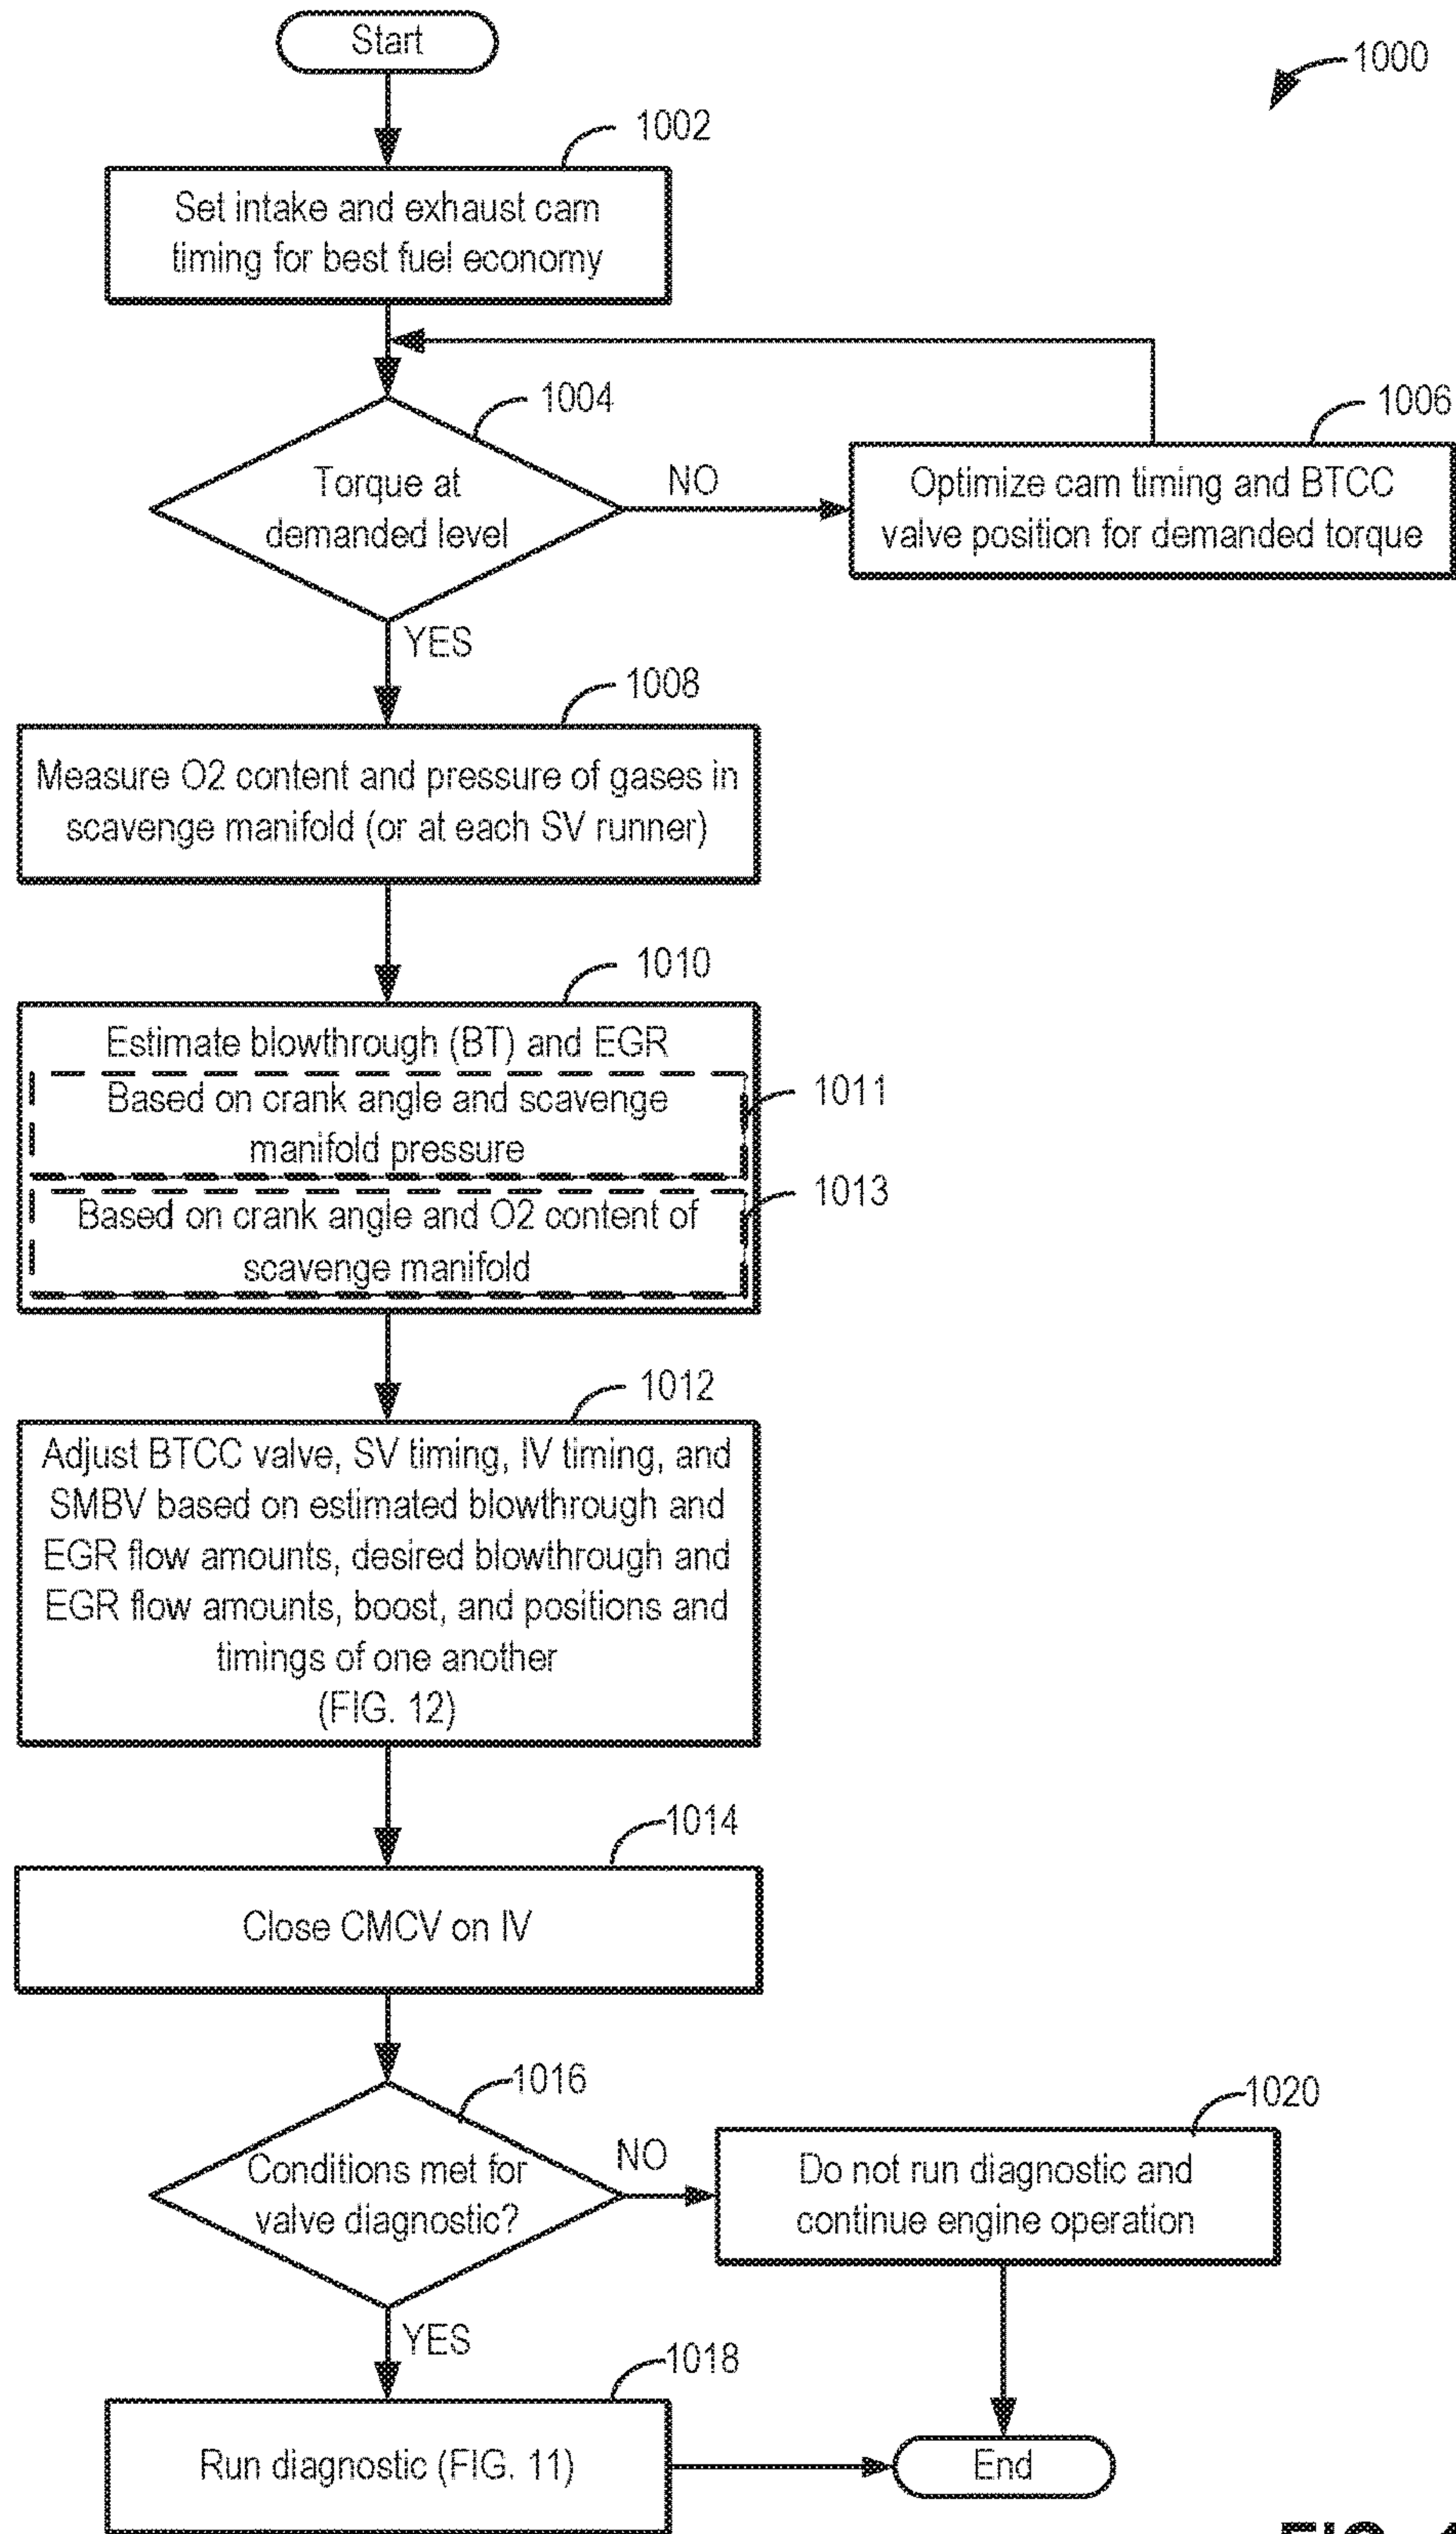 Start
1000
1002
Set intake and exhaust cam
timing for best fuel economy
1004
Torque at
demanded level
NO
1006
Optimize cam timing and BTCC
valve position for demanded torque
YES
1008
Measure O2 content and pressure of gases in
scavenge manifold (or at each SV runner)
1010
Estimate blowthrough (BT) and EGR
Based on crank angle and scavenge
manifold pressure
1011
Based on crank angle and O2 content of
scavenge manifold
1013
1012
Adjust BTCC valve, SV timing, IV timing, and
SMBV based on estimated blowthrough and
EGR flow amounts, desired blowthrough and
EGR flow amounts, boost, and positions and
timings of one another
(FIG. 12)
1014
Close CMCV on IV
1016
Conditions met for
valve diagnostic?
NO
1020
Do not run diagnostic and
continue engine operation
YES
1018
Run diagnostic (FIG. 11)
End